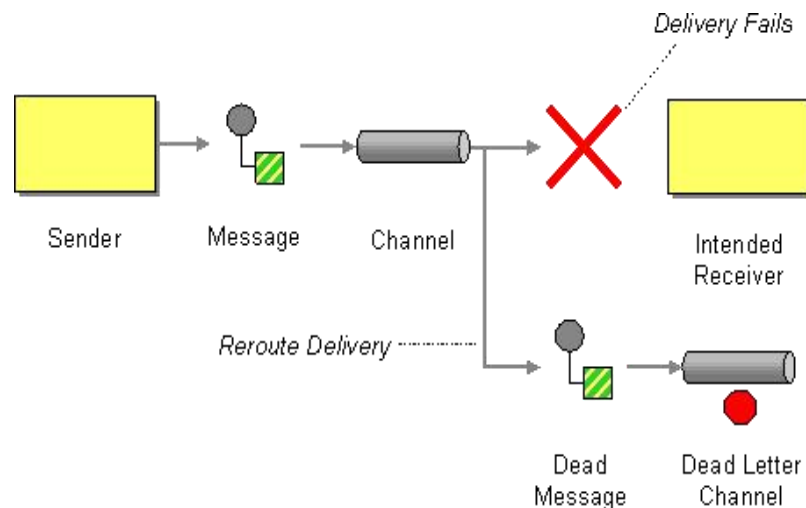 Delivery Fails
Sender
Message
Channel
Intended
Receiver
Reroute Delivery
Dead
Message
Dead Letter
Channel